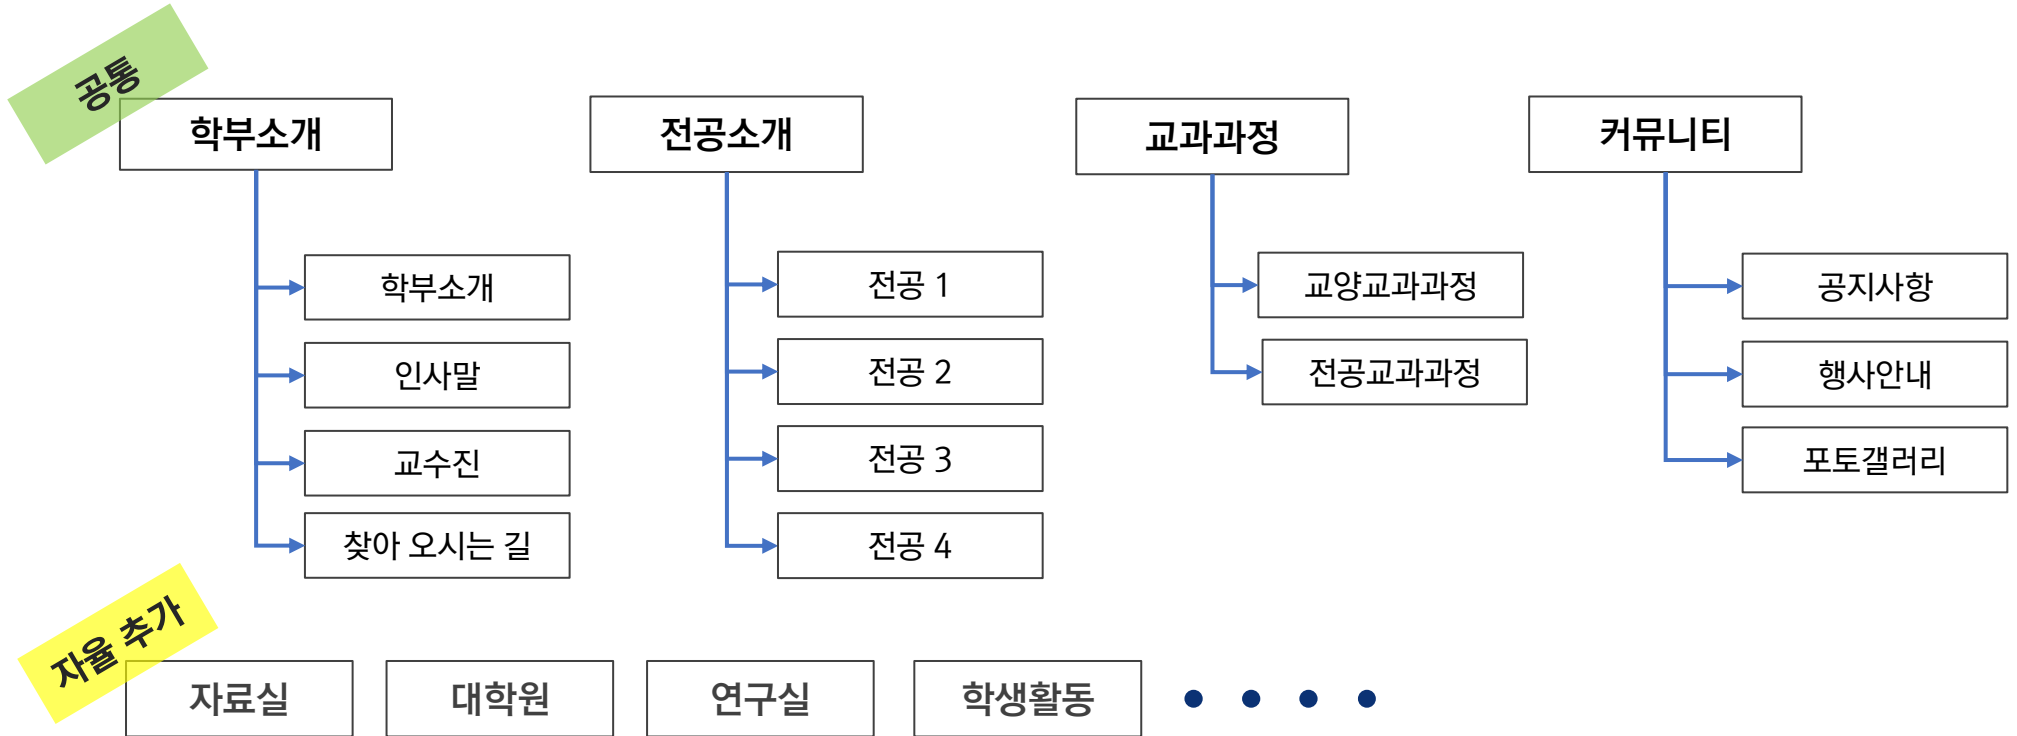 공통
학부소개
학부소개
인사말
교수진
찾아 오시는 길
전공소개
전공 1
전공 2
전공 3
전공 4
교과과정
교양교과과정
전공교과과정
커뮤니티
공지사항
행사안내
포토갤러리
자율 추가
자료실
대학원
연구실
학생활동